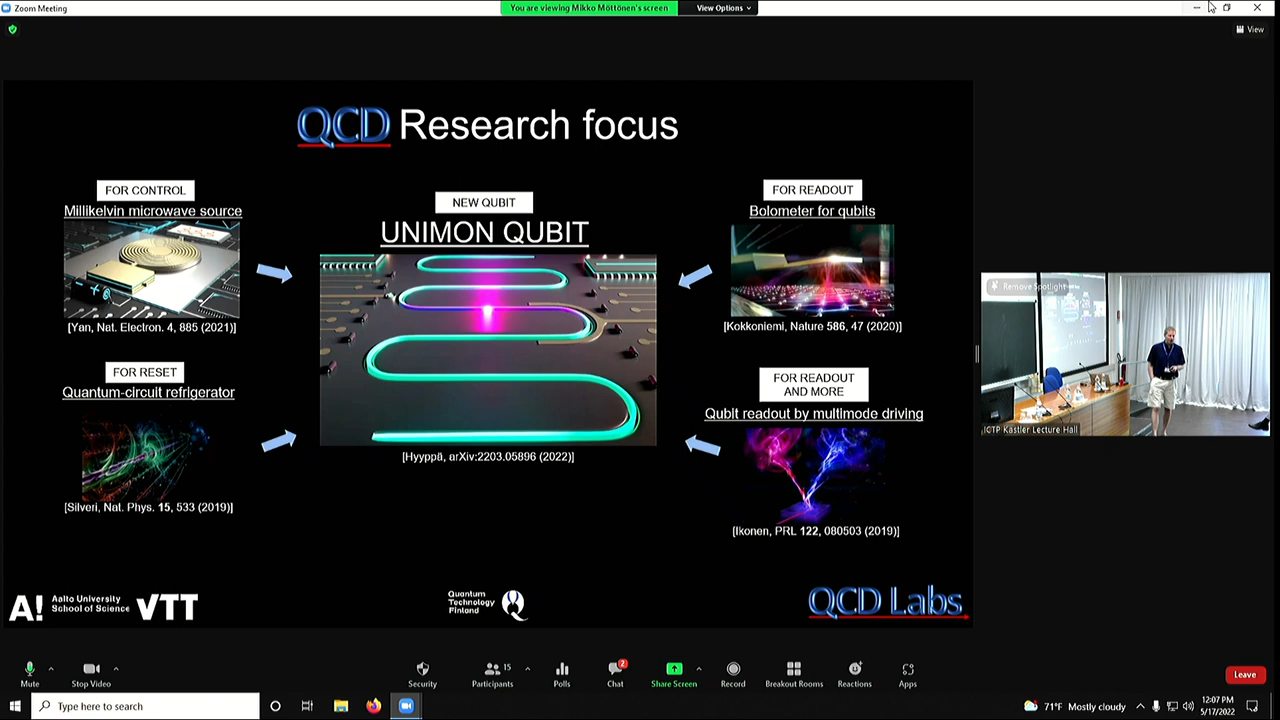 Zoom Meeting
You are viewing Mikko Möttönen's screen
View Options
View
QCD Research focus
FOR CONTROL
Millikelvin microwave source
[Yan, Nat. Electron. 4, 885 (2021)]
FOR RESET
Quantum-circuit refrigerator
[Silveri, Nat. Phys. 15, 533 (2019)]
NEW QUBIT
UNIMON QUBIT
[Hyyppä, arXiv:2203.05896 (2022)]
FOR READOUT
Bolometer for qubits
[Kokkoniemi, Nature 586, 47 (2020)]
FOR READOUT
AND MORE
Qubit readout by multimode driving
[Ikonen, PRL 122, 080503 (2019)]
Remove Spotlight
ICTP Kastler Lecture Hall
A! Aalto University
School of Science
VTT
Quantum
Technology
Finland
QCD Labs
Mute
Stop Video
Security
Participants 15
Polls
Chat 2
Share Screen
Record
Breakout Rooms
Reactions
Apps
Leave
Type here to search
71°F Mostly cloudy
12:07 PM
5/17/2022